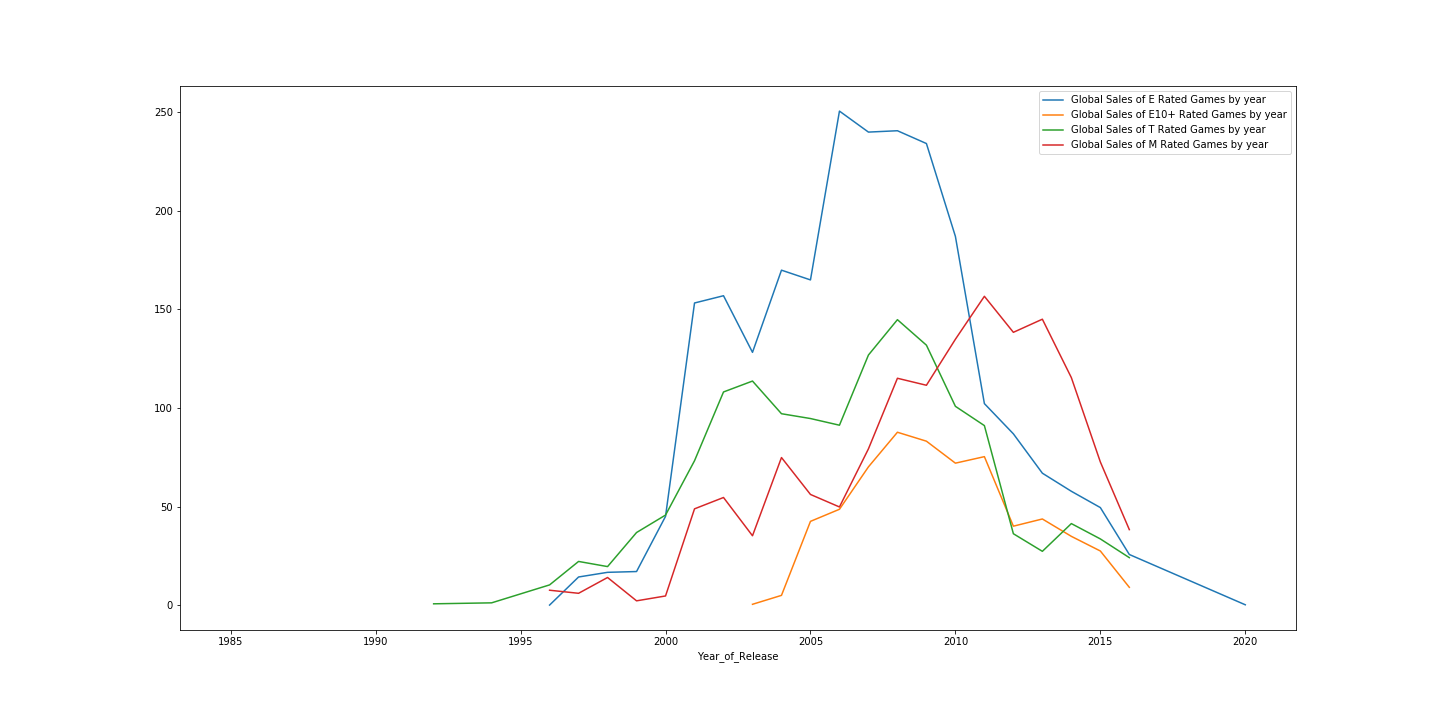 Global Sales of E Rated Games by year
Global Sales of E10+ Rated Games by year
Global Sales of T Rated Games by year
Global Sales of M Rated Games by year
250
200
150
100
50
0
1985 1990 1995 2000 2005 2010 2015 2020
Year_of_Release